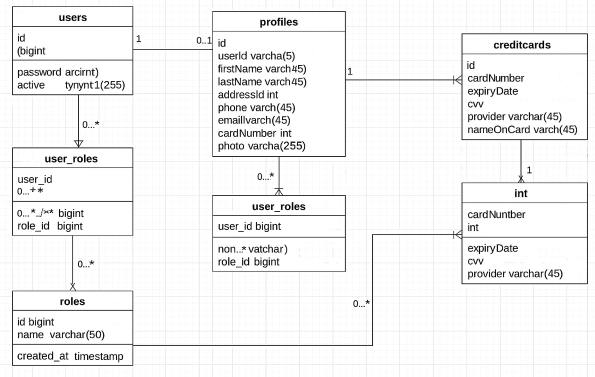 users
id
(bigint
password arcirnt)
active tynynt1(255)
1
0..1
profiles
id
userId varcha(5)
firstName varch45)
lastName varch(45)
addressId int
phone varch(45)
emaillvarch(45)
cardNumber int
photo varcha(255)
1
creditcards
id
cardNumber
expiryDate
cvv
provider varchar(45)
nameOnCard varch(45)
0...*
user_roles
user_id
0...+*
0...*../** bigint
role_id bigint
0...*
user_roles
user_id bigint
non...* vatchar)
role_id bigint
1
int
cardNuntber
int
expiryDate
cvv
provider varchar(45)
0...*
roles
id bigint
name varchar(50)
created_at timestamp
0...*